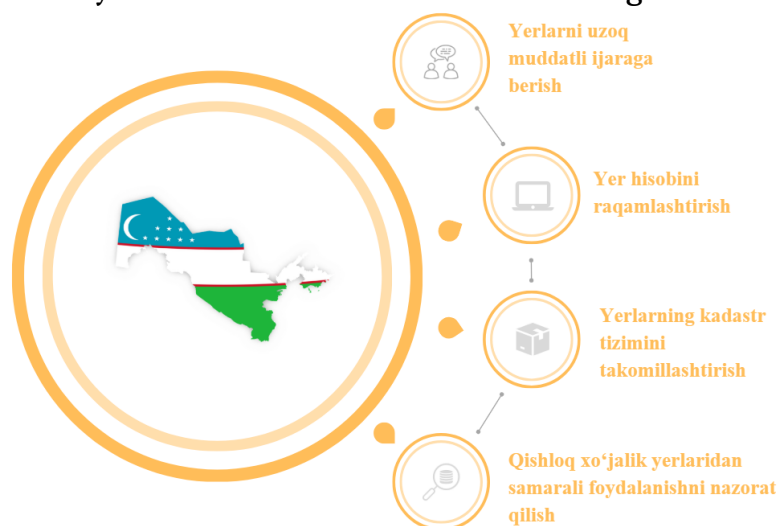 Yerlarni uzoq
muddatli ijaraga
berish
Yer hisobini
raqamlashtirish
Yerlarning kadastr
tizimini
takomillashtirish
Qishloq xo‘jalik yerlaridan
samarali foydalanishni nazorat
qilish